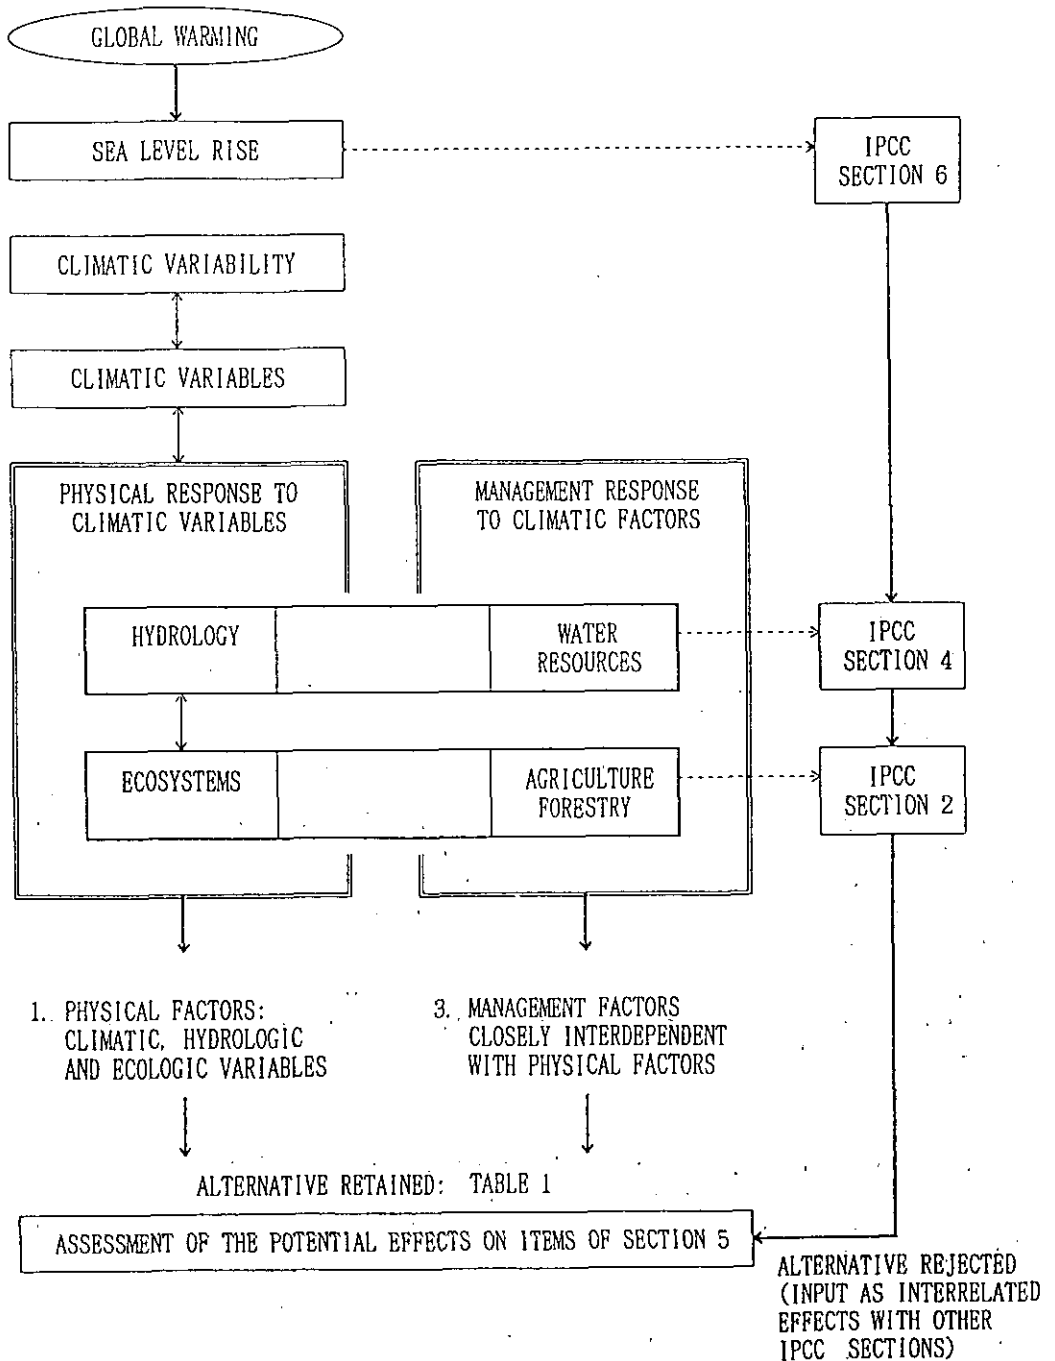 GLOBAL WARMING
SEA LEVEL RISE
IPCC
SECTION 6
CLIMATIC VARIABILITY
CLIMATIC VARIABLES
PHYSICAL RESPONSE TO
CLIMATIC VARIABLES
MANAGEMENT RESPONSE
TO CLIMATIC FACTORS
HYDROLOGY
WATER
RESOURCES
IPCC
SECTION 4
ECOSYSTEMS
AGRICULTURE
FORESTRY
IPCC
SECTION 2
1. PHYSICAL FACTORS:
CLIMATIC, HYDROLOGIC
AND ECOLOGIC VARIABLES
3. MANAGEMENT FACTORS
CLOSELY INTERDEPENDENT
WITH PHYSICAL FACTORS
ALTERNATIVE RETAINED: TABLE 1
ASSESSMENT OF THE POTENTIAL EFFECTS ON ITEMS OF SECTION 5
ALTERNATIVE REJECTED
(INPUT AS INTERRELATED
EFFECTS WITH OTHER
IPCC SECTIONS)